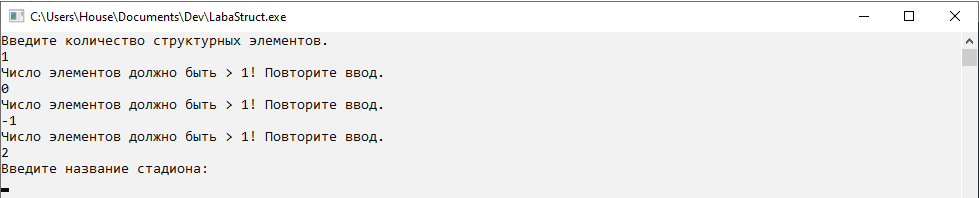 C:\Users\House\Documents\Dev\LabaStruct.exe
Введите количество структурных элементов.
1
Число элементов должно быть > 1! Повторите ввод.
0
Число элементов должно быть > 1! Повторите ввод.
-1
Число элементов должно быть > 1! Повторите ввод.
2
Введите название стадиона: